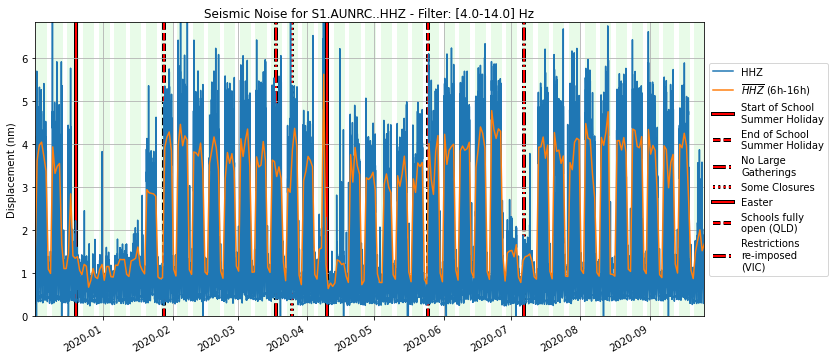 Seismic Noise for S1.AUNRC..HHZ - Filter: [4.0-14.0] Hz
Displacement (nm)
6
5
4
3
2
1
0
2020-01
2020-02
2020-03
2020-04
2020-05
2020-06
2020-07
2020-08
2020-09
HHZ
HHZ (6h-16h)
Start of School
Summer Holiday
End of School
Summer Holiday
No Large
Gatherings
Some Closures
Easter
Schools fully
open (QLD)
Restrictions
re-imposed
(VIC)